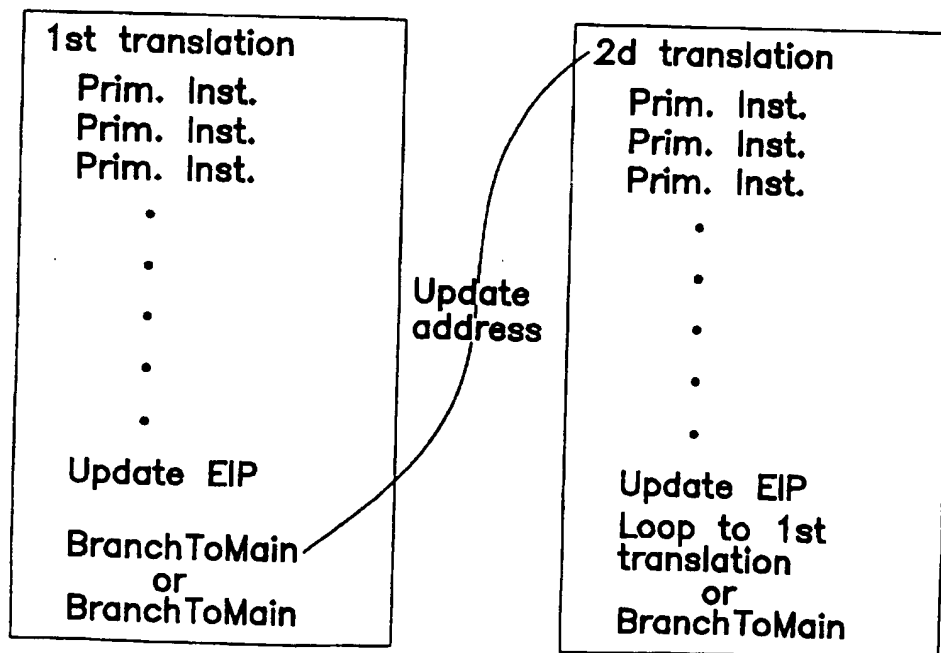 1st translation
Prim. Inst.
Prim. Inst.
Prim. Inst.
Update EIP
BranchToMain
or
BranchToMain
Update
address
2d translation
Prim. Inst.
Prim. Inst.
Prim. Inst.
Update EIP
Loop to 1st
translation
or
BranchToMain